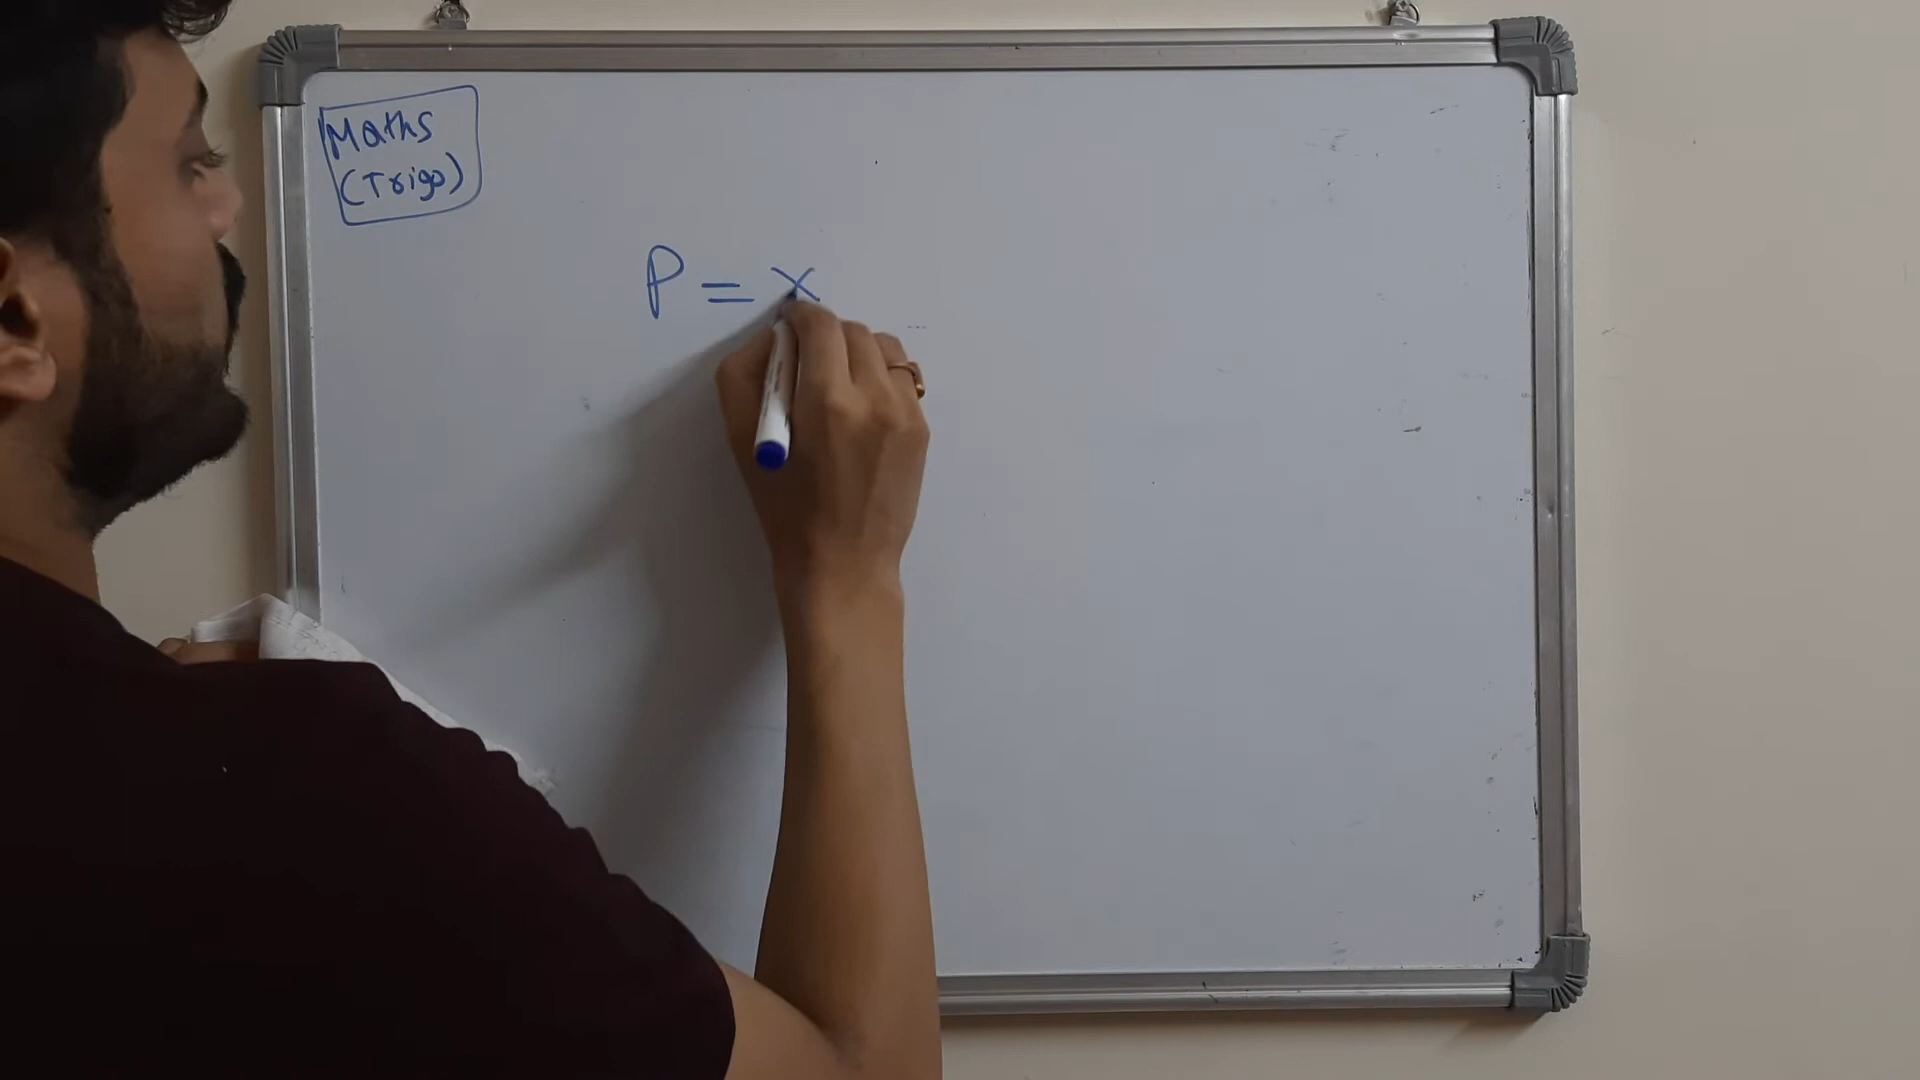 Maths
(Trigo)
P = x